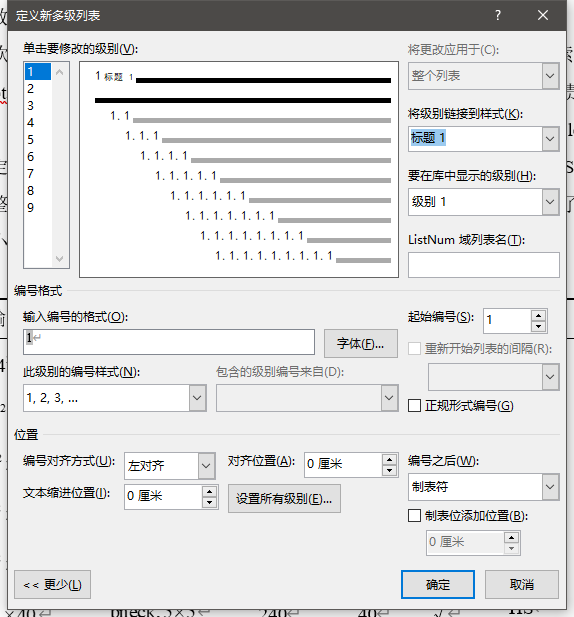 定义新多级列表
? ×
单击要修改的级别(V):
1
2
3
4
5
6
7
8
9
1 标题 1
1.1
1.1.1
1.1.1.1
1.1.1.1.1
1.1.1.1.1.1
1.1.1.1.1.1.1
1.1.1.1.1.1.1.1
1.1.1.1.1.1.1.1.1
将更改应用于(C):
整个列表
将级别链接到样式(K):
标题 1
要在库中显示的级别(H):
级别 1
ListNum 域列表名(T):
编号格式
输入编号的格式(O):
1
字体(F)...
起始编号(S): 1
重新开始列表的间隔(R):
此级别的编号样式(N):
1, 2, 3, ...
包含的级别编号来自(D):
正规形式编号(G)
位置
编号对齐方式(U): 左对齐
对齐位置(A): 0 厘米
文本缩进位置(I): 0 厘米
设置所有级别(E)...
编号之后(W):
制表符
制表位添加位置(B):
0 厘米
<< 更少(L)
确定
取消
×40 240 40